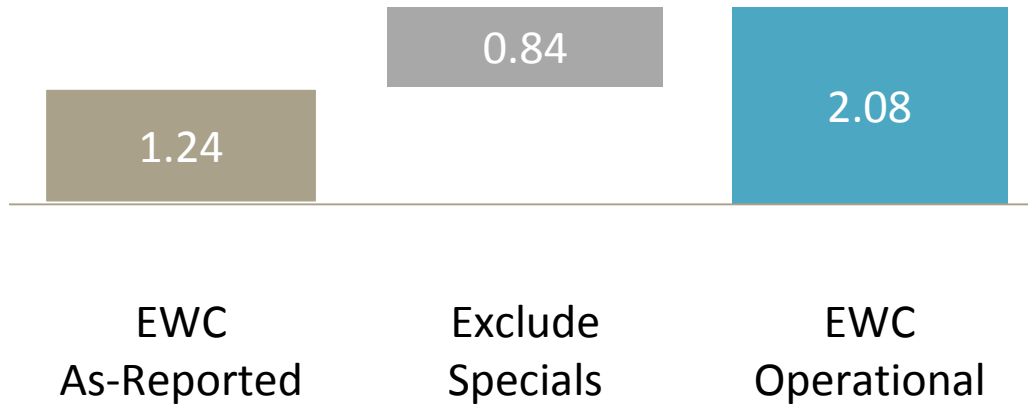 0.84
2.08
1.24
EWC
As-Reported
Exclude
Specials
EWC
Operational